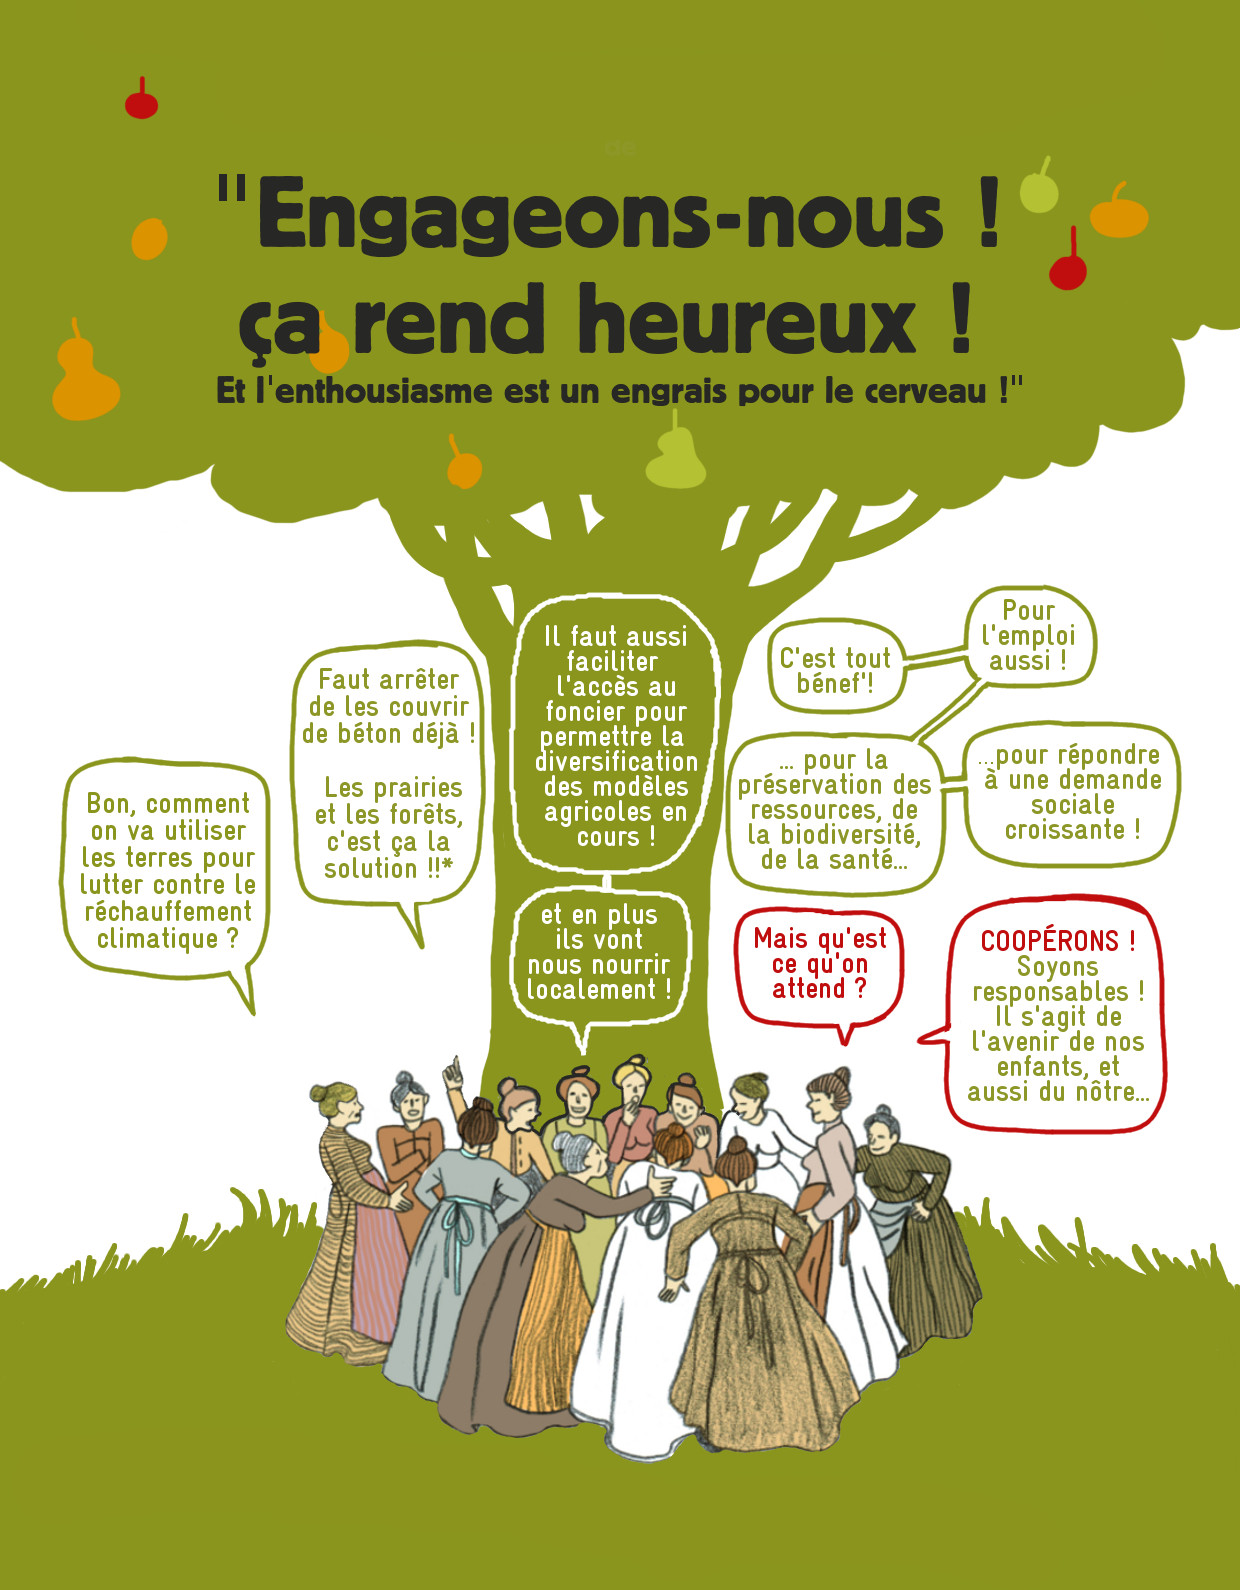 "Engageons-nous !
ça rend heureux !
Et l'enthousiasme est un engrais pour le cerveau !"
Bon, comment
on va utiliser
les terres pour
lutter contre le
réchauffement
climatique ?
Faut arrêter
de les couvrir
de béton déjà !
Les prairies
et les forêts,
c'est ça la
solution !!*
Il faut aussi
faciliter
l'accès au
foncier pour
permettre la
diversification
des modèles
agricoles en
cours !
et en plus
ils vont
nous nourrir
localement !
C'est tout
bénef'!
Pour
l'emploi
aussi !
... pour la
préservation des
ressources, de
la biodiversité,
de la santé...
...pour répondre
à une demande
sociale
croissante !
Mais qu'est
ce qu'on
attend ?
COOPÉRONS !
Soyons
responsables !
Il s'agit de
l'avenir de nos
enfants, et
aussi du nôtre...